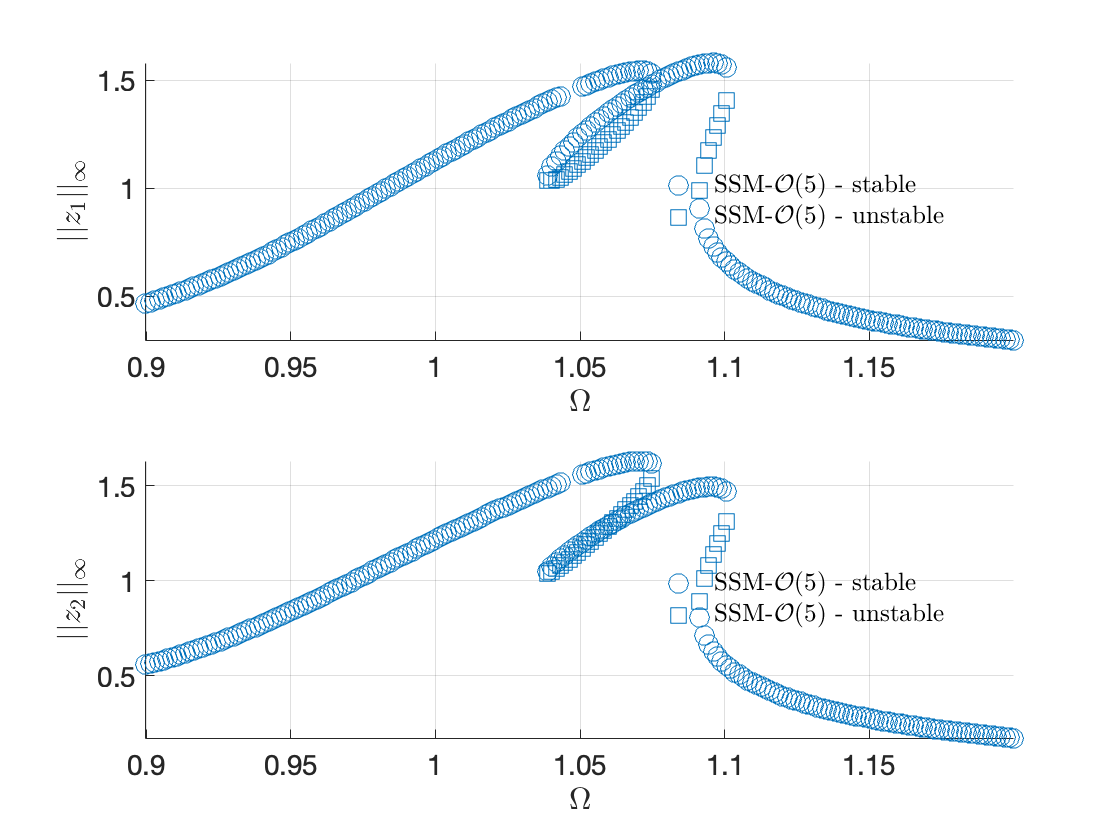 1.5
1
0.5
||z₁||∞
SSM-𝒪(5) - stable
SSM-𝒪(5) - unstable
0.9 0.95 1 1.05 1.1 1.15
Ω
1.5
1
0.5
||z₂||∞
SSM-𝒪(5) - stable
SSM-𝒪(5) - unstable
0.9 0.95 1 1.05 1.1 1.15
Ω